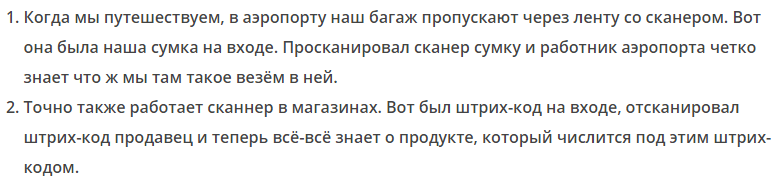 1. Когда мы путешествуем, в аэропорту наш багаж пропускают через ленту со сканером. Вот
она была наша сумка на входе. Просканировал сканер сумку и работник аэропорта четко
знает что ж мы там такое везём в ней.
2. Точно также работает сканнер в магазинах. Вот был штрих-код на входе, отсканировал
штрих-код продавец и теперь всё-всё знает о продукте, который числится под этим штрих-
кодом.